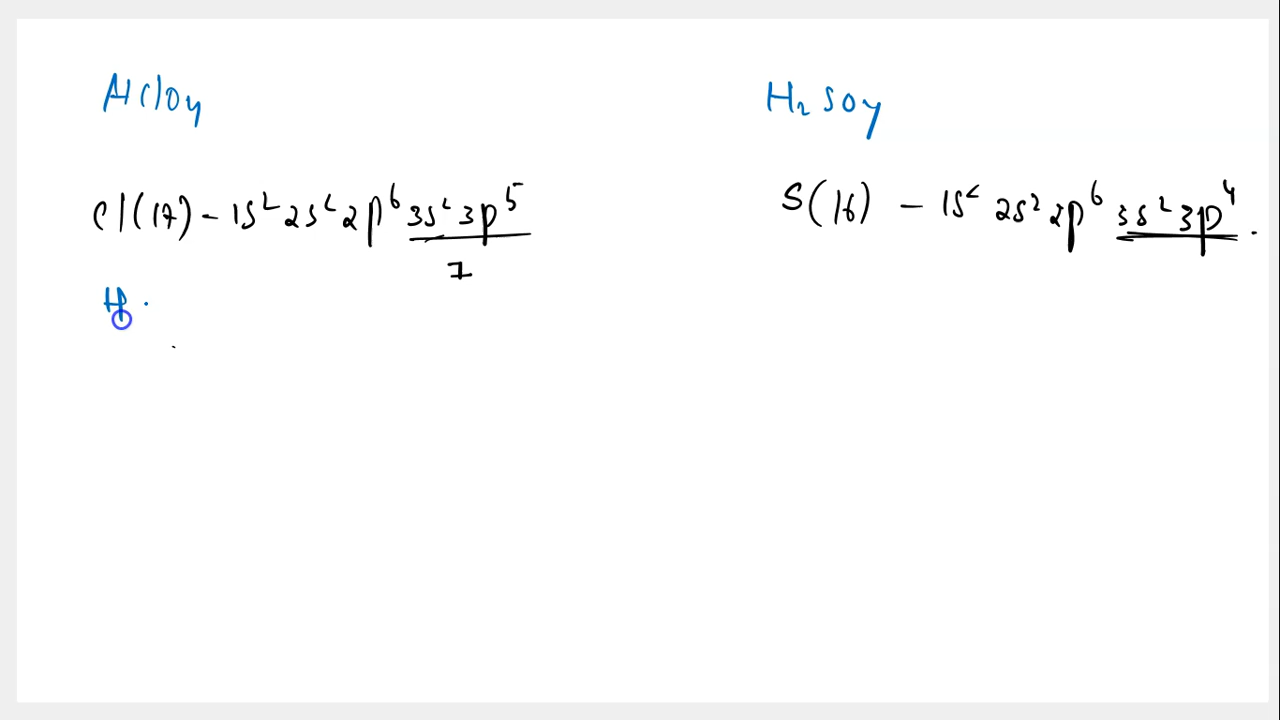 HClO4
H2SO4
Cl(17) - 1s² 2s² 2p⁶ 3s² 3p⁵
7
S(16) - 1s² 2s² 2p⁶ 3s² 3p⁴.
H ·